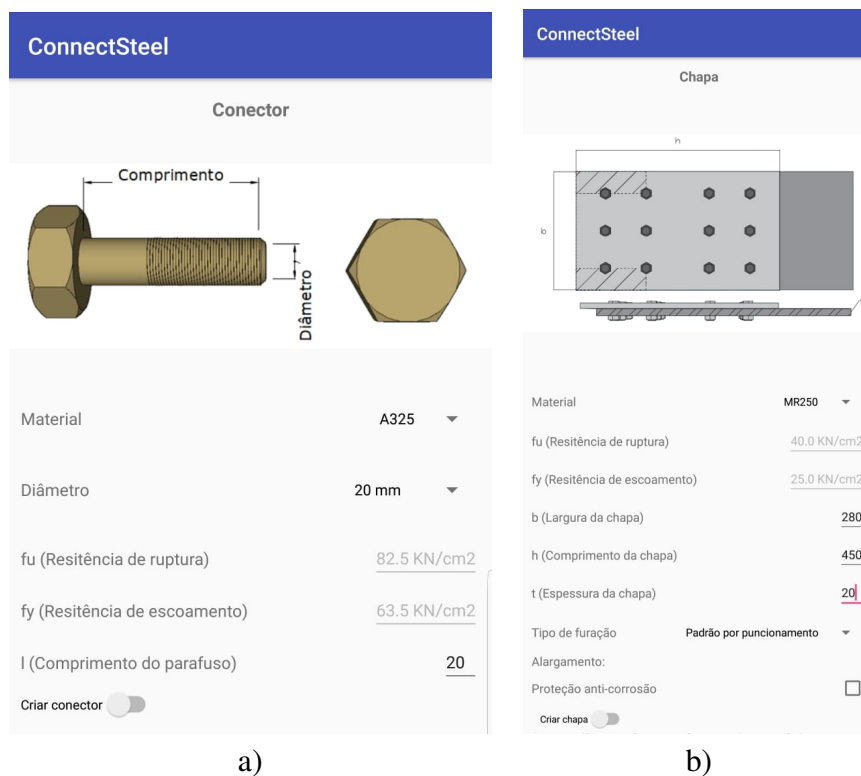 ConnectSteel
Conector
Comprimento
Diâmetro
Material A325
Diâmetro 20 mm
fu (Resitência de ruptura) 82.5 KN/cm2
fy (Resitência de escoamento) 63.5 KN/cm2
l (Comprimento do parafuso) 20
Criar conector
a)
ConnectSteel
Chapa
h
b
Material MR250
fu (Resitência de ruptura) 40.0 KN/cm2
fy (Resitência de escoamento) 25.0 KN/cm2
b (Largura da chapa) 280
h (Comprimento da chapa) 450
t (Espessura da chapa) 20
Tipo de furação Padrão por puncionamento
Alargamento:
Proteção anti-corrosão
Criar chapa
b)